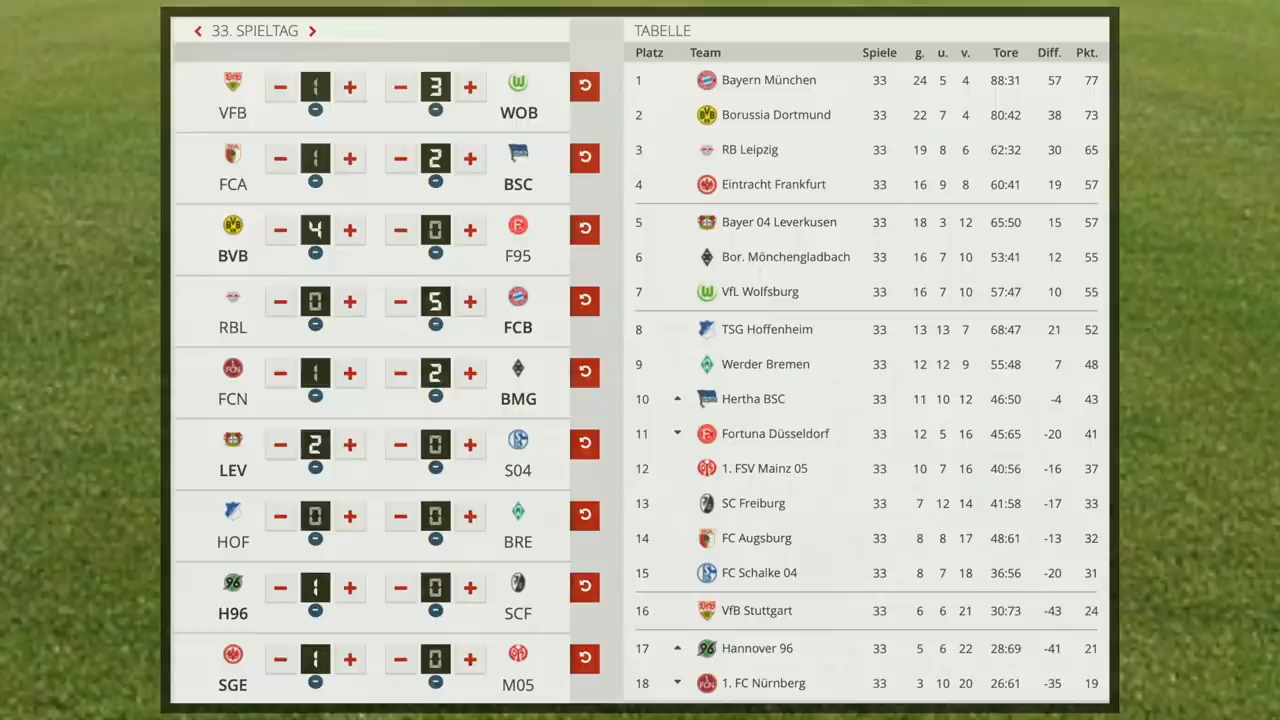 33. SPIELTAG
VFB 1 3 WOB
FCA 1 2 BSC
BVB 4 0 F95
RBL 0 5 FCB
FCN 1 2 BMG
LEV 2 0 S04
HOF 0 0 BRE
H96 1 0 SCF
SGE 1 0 M05
TABELLE
Platz Team Spiele g. u. v. Tore Diff. Pkt.
1 Bayern München 33 24 5 4 88:31 57 77
2 Borussia Dortmund 33 22 7 4 80:42 38 73
3 RB Leipzig 33 19 8 6 62:32 30 65
4 Eintracht Frankfurt 33 16 9 8 60:41 19 57
5 Bayer 04 Leverkusen 33 18 3 12 65:50 15 57
6 Bor. Mönchengladbach 33 16 7 10 53:41 12 55
7 VfL Wolfsburg 33 16 7 10 57:47 10 55
8 TSG Hoffenheim 33 13 13 7 68:47 21 52
9 Werder Bremen 33 12 12 9 55:48 7 48
10 Hertha BSC 33 11 10 12 46:50 -4 43
11 Fortuna Düsseldorf 33 12 5 16 45:65 -20 41
12 1. FSV Mainz 05 33 10 7 16 40:56 -16 37
13 SC Freiburg 33 7 12 14 41:58 -17 33
14 FC Augsburg 33 8 8 17 48:61 -13 32
15 FC Schalke 04 33 8 7 18 36:56 -20 31
16 VfB Stuttgart 33 6 6 21 30:73 -43 24
17 Hannover 96 33 5 6 22 28:69 -41 21
18 1. FC Nürnberg 33 3 10 20 26:61 -35 19